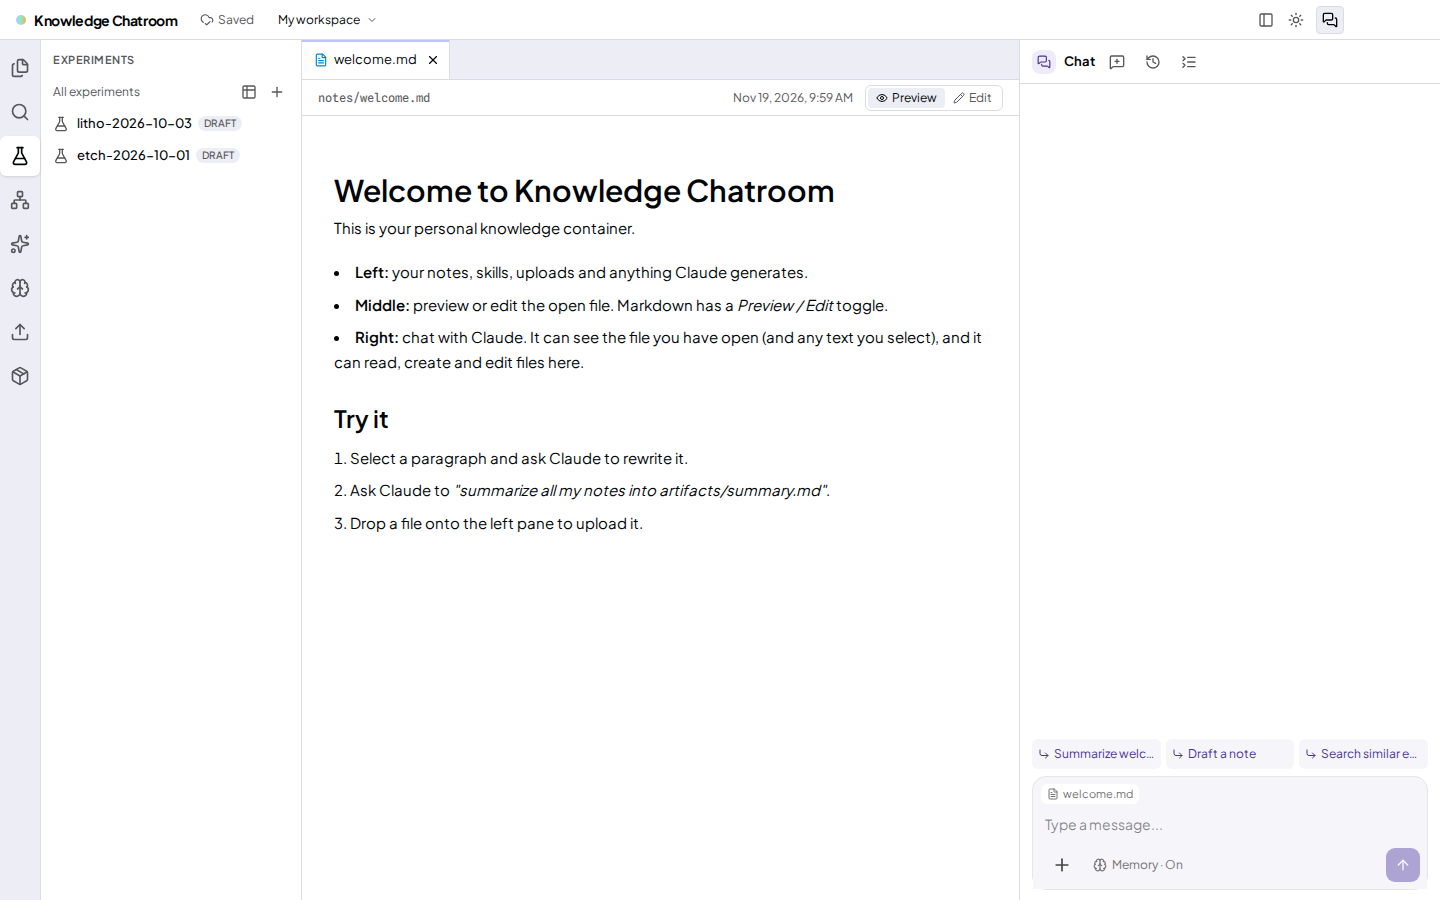 Knowledge Chatroom
Saved
My workspace
EXPERIMENTS
All experiments
litho-2026-10-03 DRAFT
etch-2026-10-01 DRAFT
welcome.md
notes/welcome.md
Nov 19, 2026, 9:59 AM
Preview
Edit
Welcome to Knowledge Chatroom
This is your personal knowledge container.
• Left: your notes, skills, uploads and anything Claude generates.
• Middle: preview or edit the open file. Markdown has a Preview / Edit toggle.
• Right: chat with Claude. It can see the file you have open (and any text you select), and it
can read, create and edit files here.
Try it
1. Select a paragraph and ask Claude to rewrite it.
2. Ask Claude to "summarize all my notes into artifacts/summary.md".
3. Drop a file onto the left pane to upload it.
Chat
Summarize welc...
Draft a note
Search similar e...
welcome.md
Type a message...
Memory · On